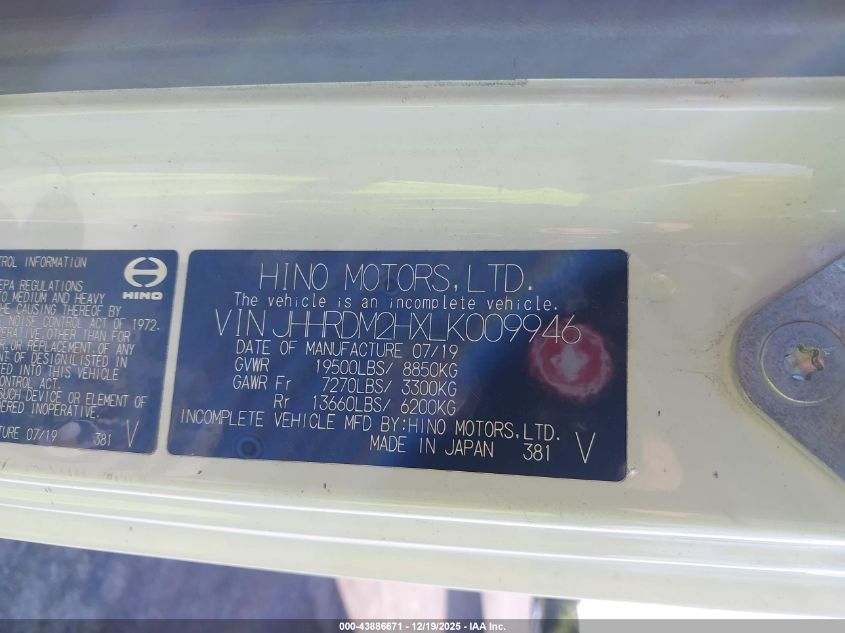 TROL INFORMATION
HINO
EPA REGULATIONS
TO MEDIUM AND HEAVY
CAUSING THEREOF BY
NOISE CONTROL ACT OF 1972.
OTHER THAN FOR
OR REPLACEMENT, OF ANY
NT OF DESIGN(LISTED IN
TED INTO THIS VEHICLE
CONTROL ACT.
SUCH DEVICE OR ELEMENT OF
DERED INOPERATIVE.
TURE 07/19 381 V
HINO MOTORS,LTD.
The vehicle is an incomplete vehicle.
VIN JHHRDM2HXLK009946
DATE OF MANUFACTURE 07/19
GVWR 19500LBS/ 8850KG
GAWR Fr 7270LBS/ 3300KG
Rr 13660LBS/ 6200KG
INCOMPLETE VEHICLE MFD BY:HINO MOTORS,LTD.
MADE IN JAPAN 381 V
000-43886671 • 12/19/2025 • IAA Inc.